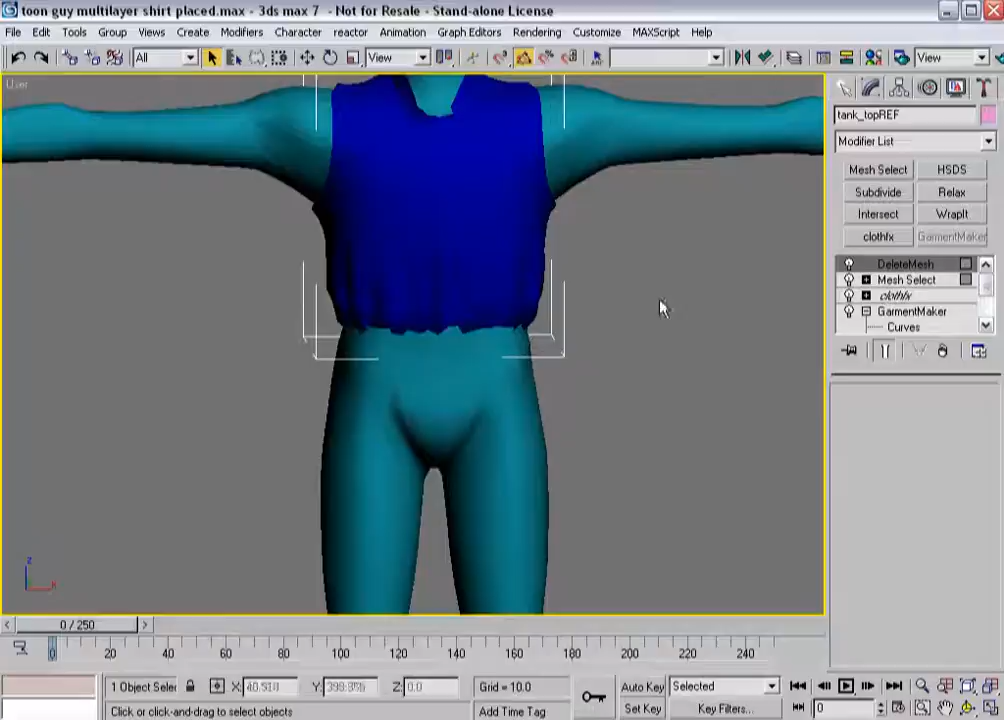 toon guy multilayer shirt placed.max - 3ds max 7 - Not for Resale - Stand-alone License
File Edit Tools Group Views Create Modifiers Character reactor Animation Graph Editors Rendering Customize MAXScript Help
All View View
User
tank_topREF
Modifier List
Mesh Select HSDS
Subdivide Relax
Intersect WrapIt
clothfx GarmentMaker
DeleteMesh
Mesh Select
clothfx
GarmentMaker
Curves
z
x
0 / 250
0 20 40 60 80 100 120 140 160 180 200 220 240
1 Object Selec X: Y: Z: 0.0 Grid = 10.0 Auto Key Selected
Click or click-and-drag to select objects Add Time Tag Set Key Key Filters... 0